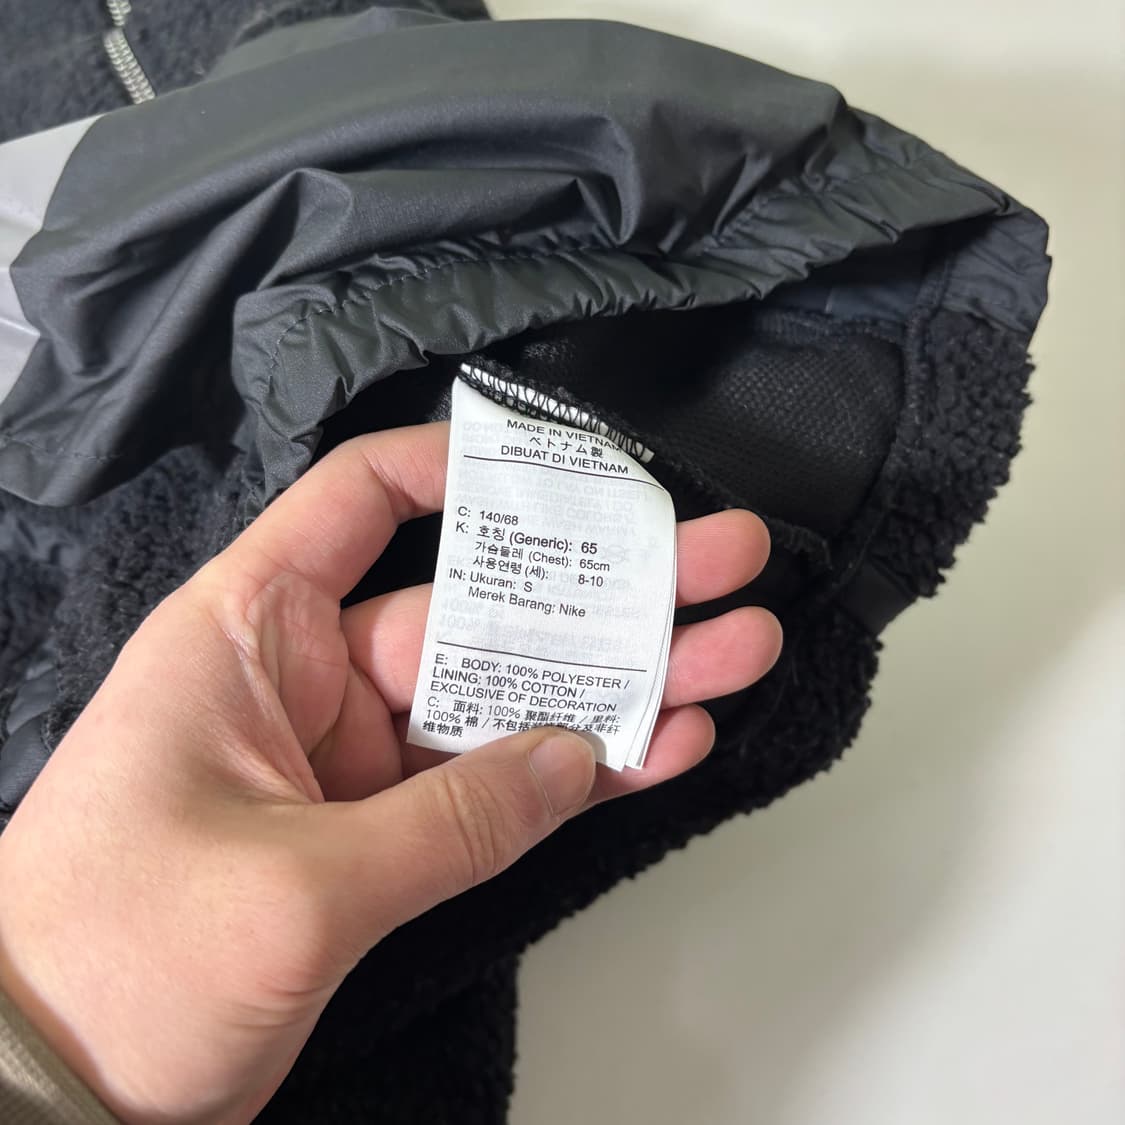 MADE IN VIETNAM
ベトナム製
DIBUAT DI VIETNAM
C: 140/68
K: 호칭 (Generic): 65
가슴둘레 (Chest): 65cm
사용연령 (세): 8-10
IN: Ukuran: S
Merek Barang: Nike
E: BODY: 100% POLYESTER /
LINING: 100% COTTON /
EXCLUSIVE OF DECORATION
C: 面料: 100% 聚酯纤维 / 里料:
100% 棉 / 不包括装饰部分及非纤
维物质